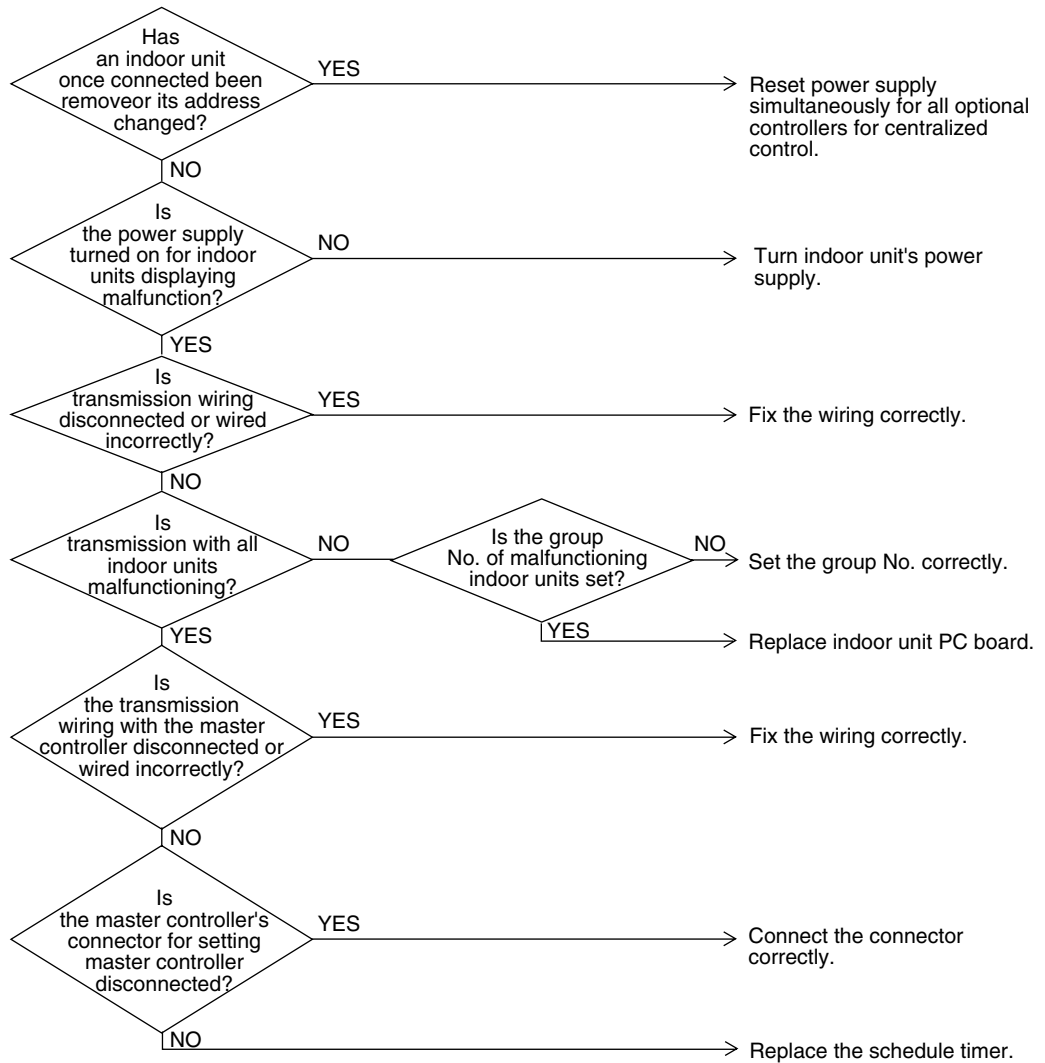 Has
an indoor unit
once connected been
removeor its address
changed?
YES
Reset power supply
simultaneously for all optional
controllers for centralized
control.
NO
Is
the power supply
turned on for indoor
units displaying
malfunction?
NO
Turn indoor unit's power
supply.
YES
Is
transmission wiring
disconnected or wired
incorrectly?
YES
Fix the wiring correctly.
NO
Is
transmission with all
indoor units
malfunctioning?
NO
Is the group
No. of malfunctioning
indoor units set?
NO
Set the group No. correctly.
YES
Replace indoor unit PC board.
YES
Is
the transmission
wiring with the master
controller disconnected or
wired incorrectly?
YES
Fix the wiring correctly.
NO
Is
the master controller's
connector for setting
master controller
disconnected?
YES
Connect the connector
correctly.
NO
Replace the schedule timer.